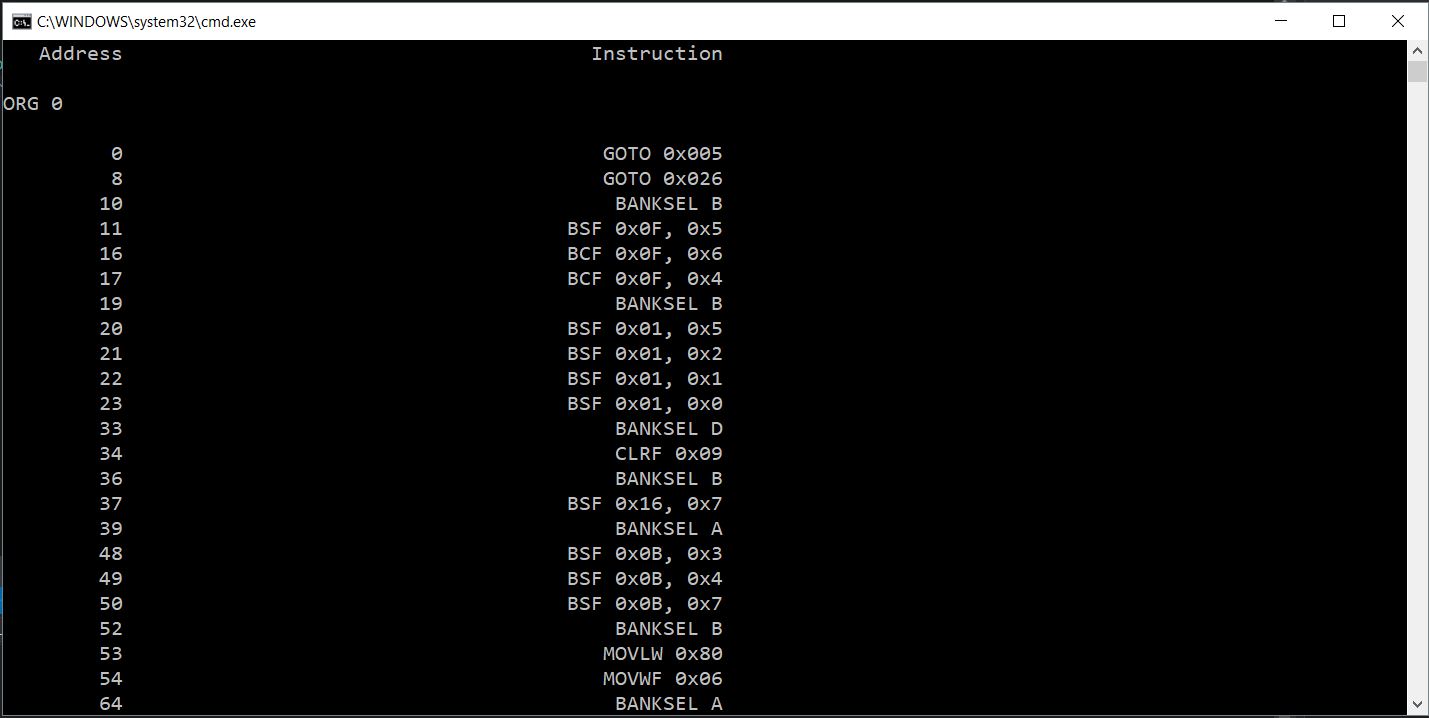 C:\WINDOWS\system32\cmd.exe
Address Instruction
ORG 0
0 GOTO 0x005
8 GOTO 0x026
10 BANKSEL B
11 BSF 0x0F, 0x5
16 BCF 0x0F, 0x6
17 BCF 0x0F, 0x4
19 BANKSEL B
20 BSF 0x01, 0x5
21 BSF 0x01, 0x2
22 BSF 0x01, 0x1
23 BSF 0x01, 0x0
33 BANKSEL D
34 CLRF 0x09
36 BANKSEL B
37 BSF 0x16, 0x7
39 BANKSEL A
48 BSF 0x0B, 0x3
49 BSF 0x0B, 0x4
50 BSF 0x0B, 0x7
52 BANKSEL B
53 MOVLW 0x80
54 MOVWF 0x06
64 BANKSEL A